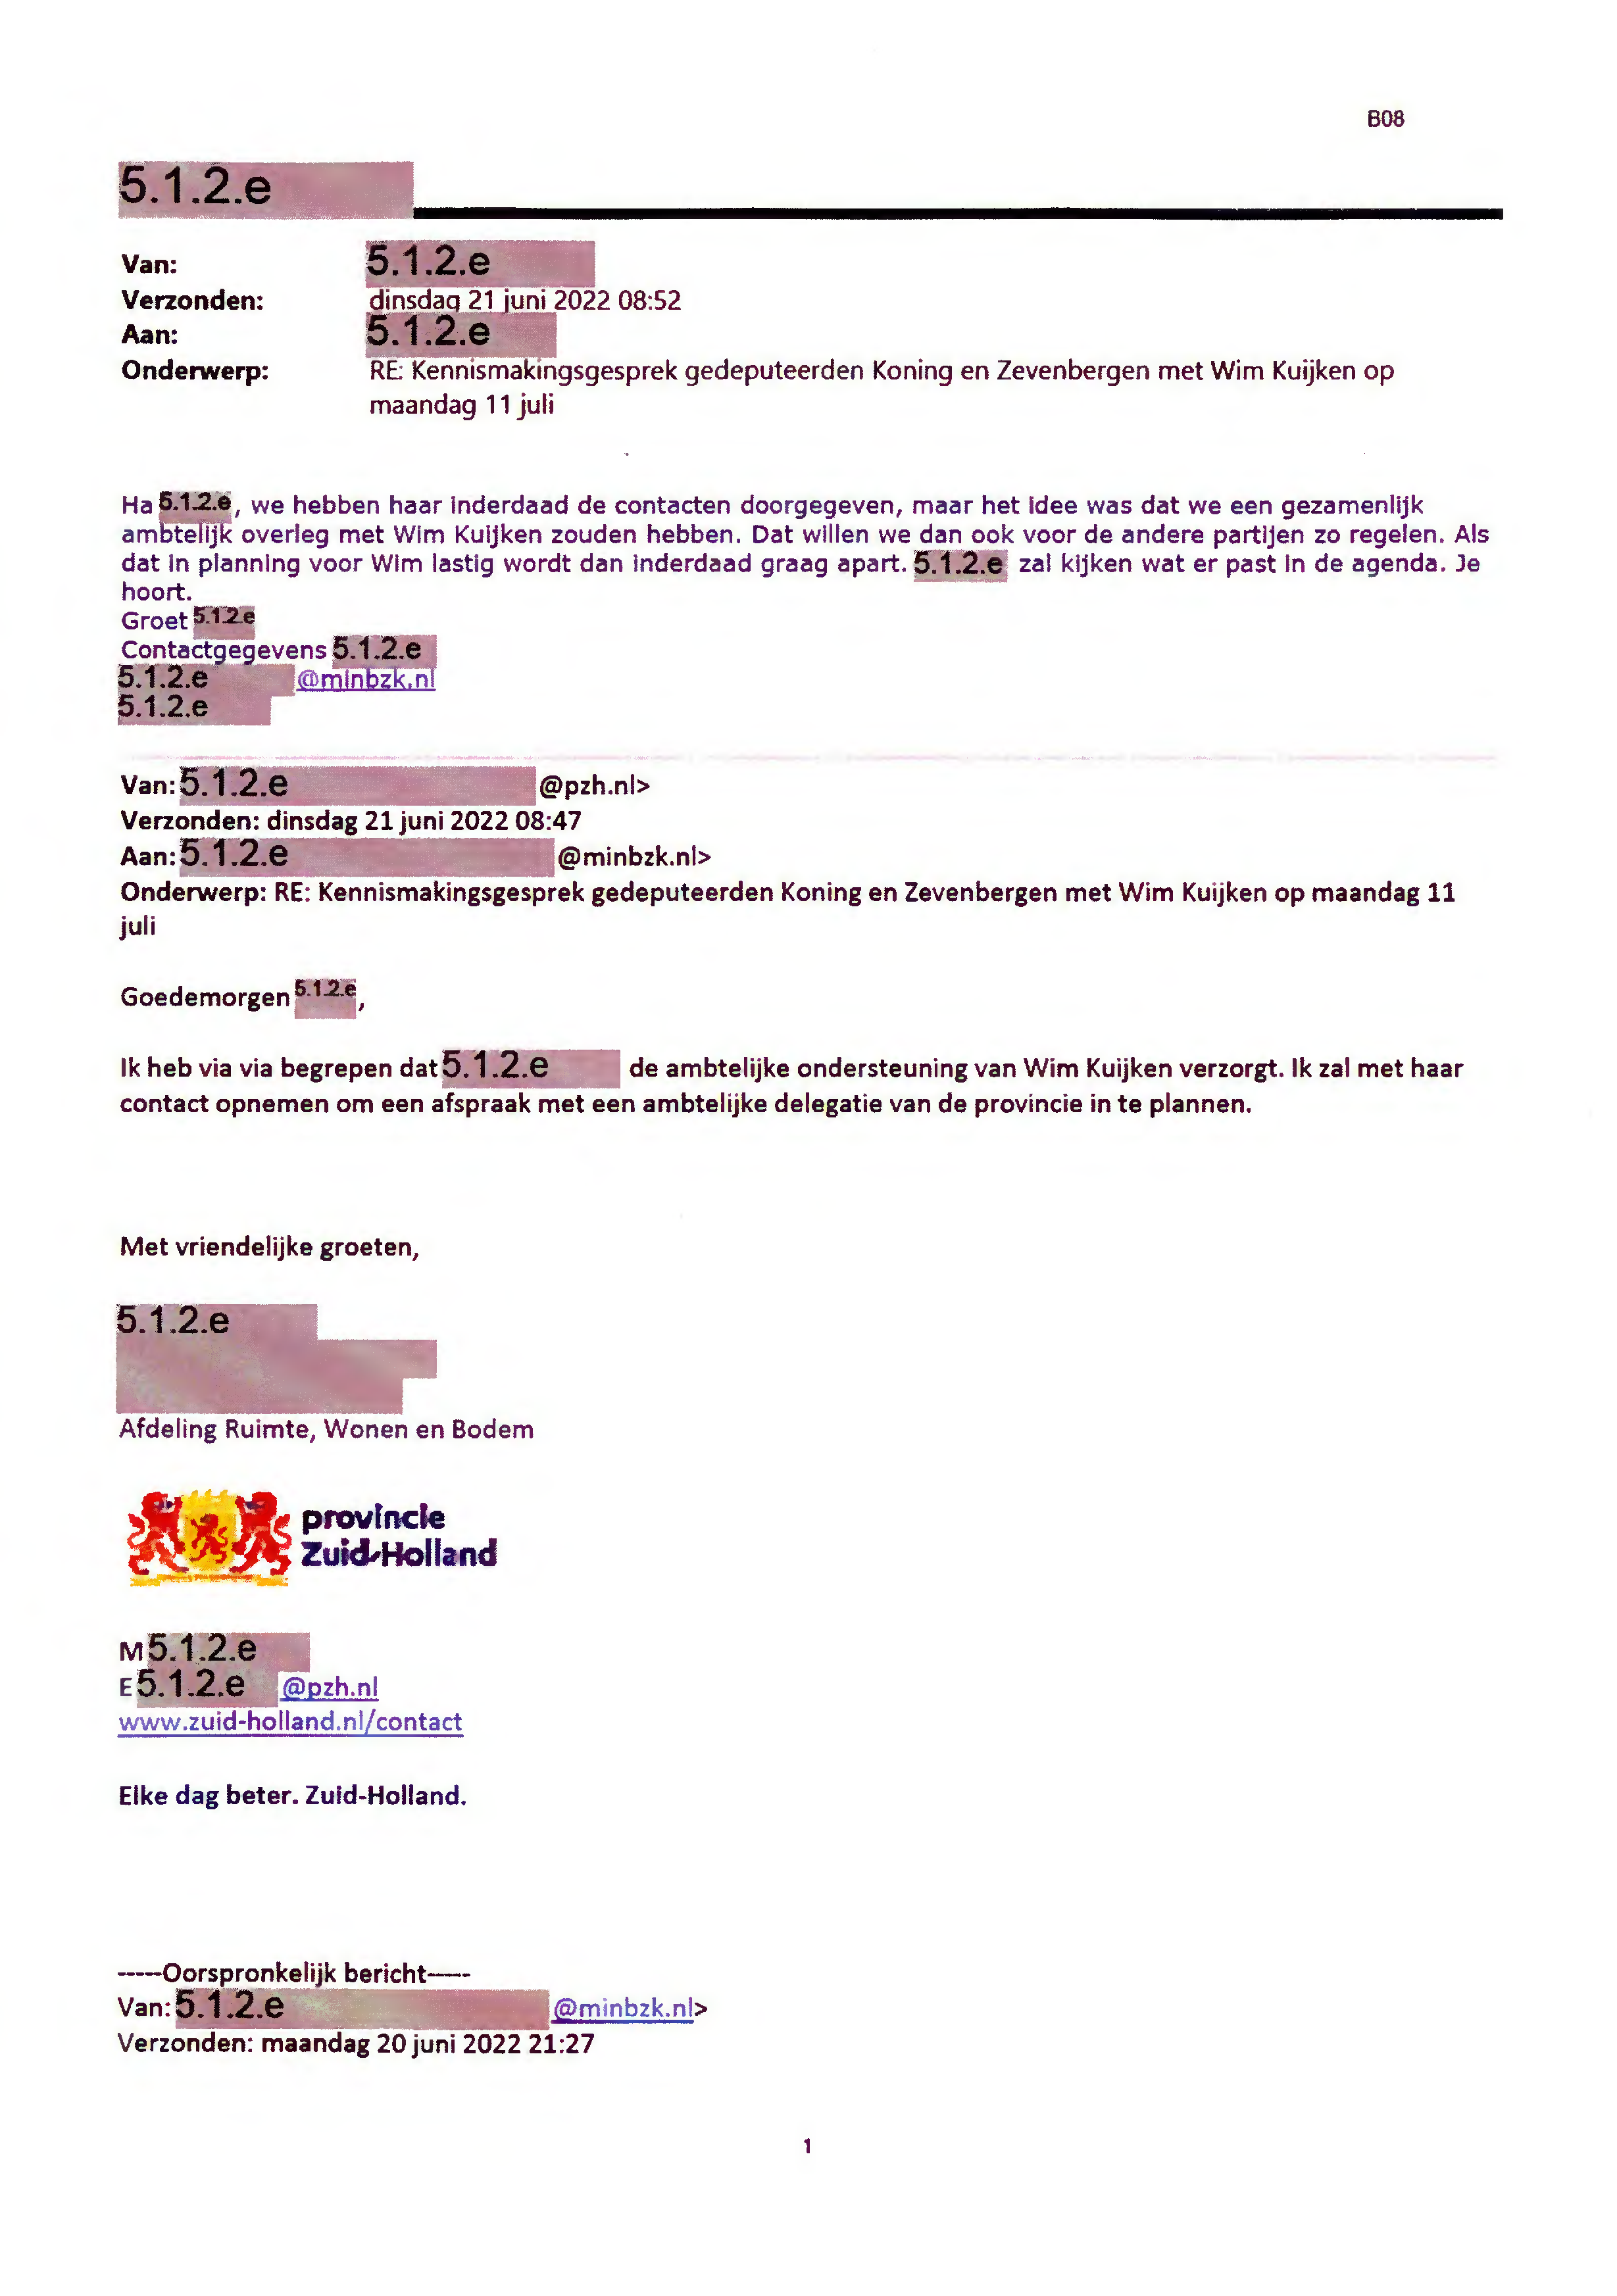 B08
5.1.2.e
Van: 5.1.2.e
Verzonden: dinsdag 21 juni 2022 08:52
Aan: 5.1.2.e
Onderwerp: RE: Kennismakingsgesprek gedeputeerden Koning en Zevenbergen met Wim Kuijken op
maandag 11 juli
Ha 5.1.2.e, we hebben haar inderdaad de contacten doorgegeven, maar het idee was dat we een gezamenlijk
ambtelijk overleg met Wim Kuijken zouden hebben. Dat willen we dan ook voor de andere partijen zo regelen. Als
dat in planning voor Wim lastig wordt dan inderdaad graag apart. 5.1.2.e zal kijken wat er past in de agenda. Je
hoort.
Groet 5.1.2.e
Contactgegevens 5.1.2.e
5.1.2.e @minbzk.nl
5.1.2.e
Van: 5.1.2.e @pzh.nl>
Verzonden: dinsdag 21 juni 2022 08:47
Aan: 5.1.2.e @minbzk.nl>
Onderwerp: RE: Kennismakingsgesprek gedeputeerden Koning en Zevenbergen met Wim Kuijken op maandag 11
juli
Goedemorgen 5.1.2.e,
Ik heb via via begrepen dat 5.1.2.e de ambtelijke ondersteuning van Wim Kuijken verzorgt. Ik zal met haar
contact opnemen om een afspraak met een ambtelijke delegatie van de provincie in te plannen.
Met vriendelijke groeten,
5.1.2.e
Afdeling Ruimte, Wonen en Bodem
provincie
Zuid-Holland
M 5.1.2.e
E 5.1.2.e @pzh.nl
www.zuid-holland.nl/contact
Elke dag beter. Zuid-Holland.
-----Oorspronkelijk bericht-----
Van: 5.1.2.e @minbzk.nl>
Verzonden: maandag 20 juni 2022 21:27
1